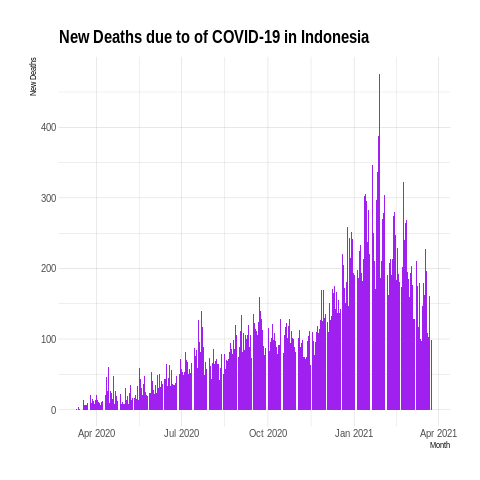 New Deaths due to of COVID-19 in Indonesia
New Deaths
400
300
200
100
0
Apr 2020 Jul 2020 Oct 2020 Jan 2021 Apr 2021
Month